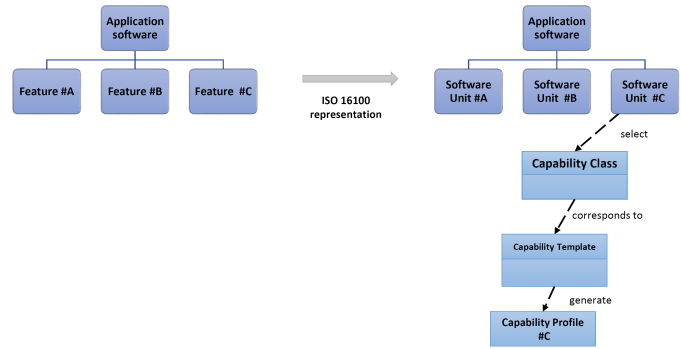 Application
software
Feature #A
Feature #B
Feature #C
ISO 16100
representation
Application
software
Software
Unit #A
Software
Unit #B
Software
Unit #C
select
Capability Class
corresponds to
Capability Template
generate
Capability Profile
#C